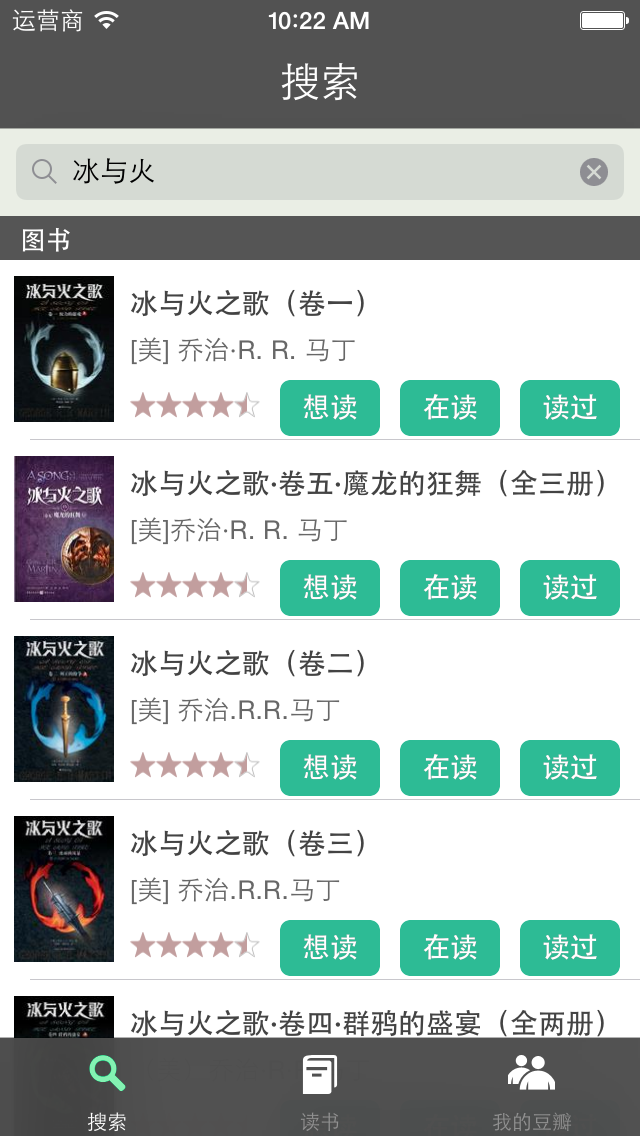 运营商 10:22 AM
搜索
冰与火
图书
冰与火之歌
冰与火之歌（卷一）
[美] 乔治·R. R. 马丁
想读 在读 读过
冰与火之歌
冰与火之歌·卷五·魔龙的狂舞（全三册）
[美]乔治·R. R. 马丁
想读 在读 读过
冰与火之歌
冰与火之歌（卷二）
[美] 乔治.R.R.马丁
想读 在读 读过
冰与火之歌
冰与火之歌（卷三）
[美] 乔治.R.R.马丁
想读 在读 读过
冰与火之歌
冰与火之歌·卷四·群鸦的盛宴（全两册）
搜索 读书 我的豆瓣